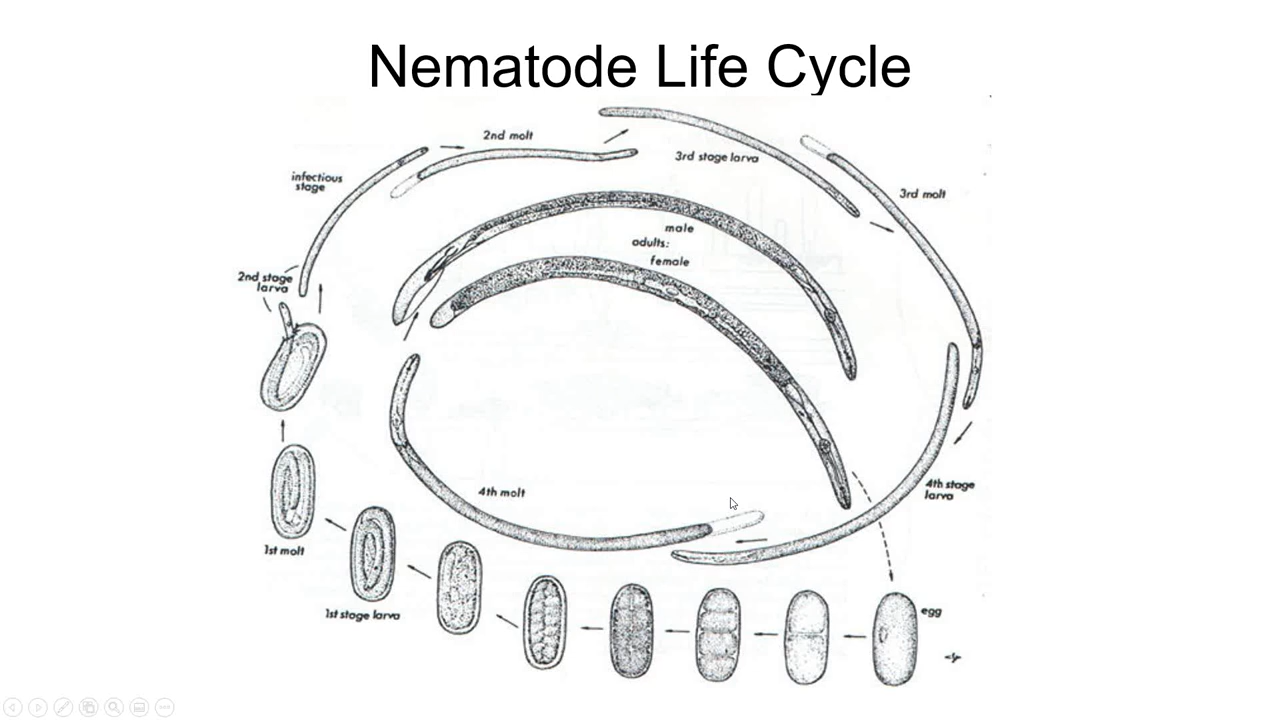 Nematode Life Cycle
2nd molt
3rd stage larva
infectious
stage
3rd molt
male
adults:
female
2nd stage
larva
4th stage
larva
4th molt
1st molt
1st stage larva
egg